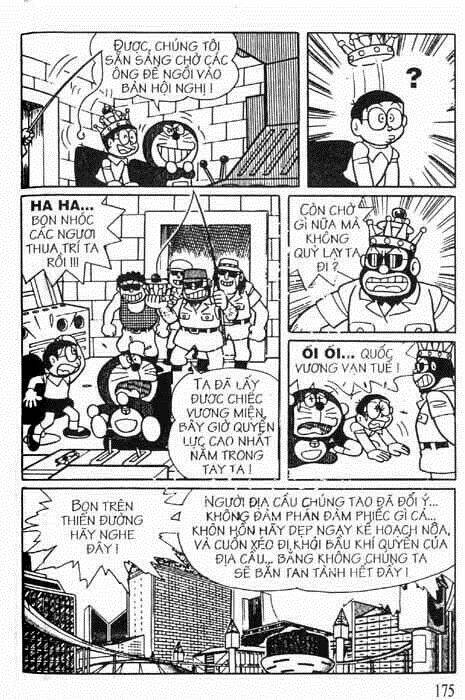 ĐƯỢC, CHÚNG TÔI
SẴN SÀNG CHỜ CÁC
ÔNG ĐỂ NGỒI VÀO
BÀN HỘI NGHỊ !
?
HA HA...
BỌN NHÓC
CÁC NGƯƠI
THUA TRÍ TA
RỒI !!!
TA ĐÃ LẤY
ĐƯỢC CHIẾC
VƯƠNG MIỆN,
BÂY GIỜ QUYỀN
LỰC CAO NHẤT
NẰM TRONG
TAY TA !
CÒN CHỜ
GÌ NỮA MÀ
KHÔNG
QUỲ LẠY TA
ĐI ?
ỐI ỐI... QUỐC
VƯƠNG VẠN TUẾ !
BỌN TRÊN
THIÊN ĐƯỜNG
HÃY NGHE
ĐÂY !
NGƯỜI ĐỊA CẦU CHÚNG TAO ĐÃ ĐỔI Ý...
KHÔNG ĐÀM PHÁN ĐÀM PHIẾC GÌ CẢ...
KHÔN HỒN HÃY DẸP NGAY KẾ HOẠCH NÔA,
VÀ CUỐN XÉO ĐI KHỎI BẦU KHÍ QUYỂN CỦA
ĐỊA CẦU... BẰNG KHÔNG CHÚNG TA
SẼ BẮN TAN TÀNH HẾT ĐẤY !
175